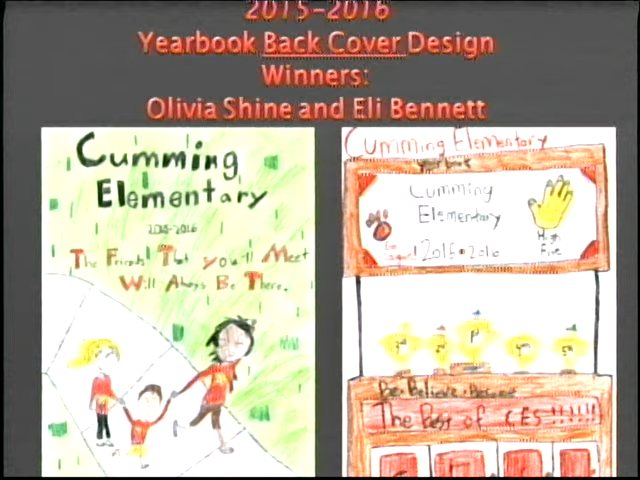 2015-2016
Yearbook Back Cover Design
Winners:
Olivia Shine and Eli Bennett
Cumming
Elementary
2015-2016
The Friends That you'll Meet
Will Always Be There.
Cumming Elementary
Cumming
Elementary
High
Five
2015 2016
1st
5th
Be. Believe.
The Best of CES!!!!!!